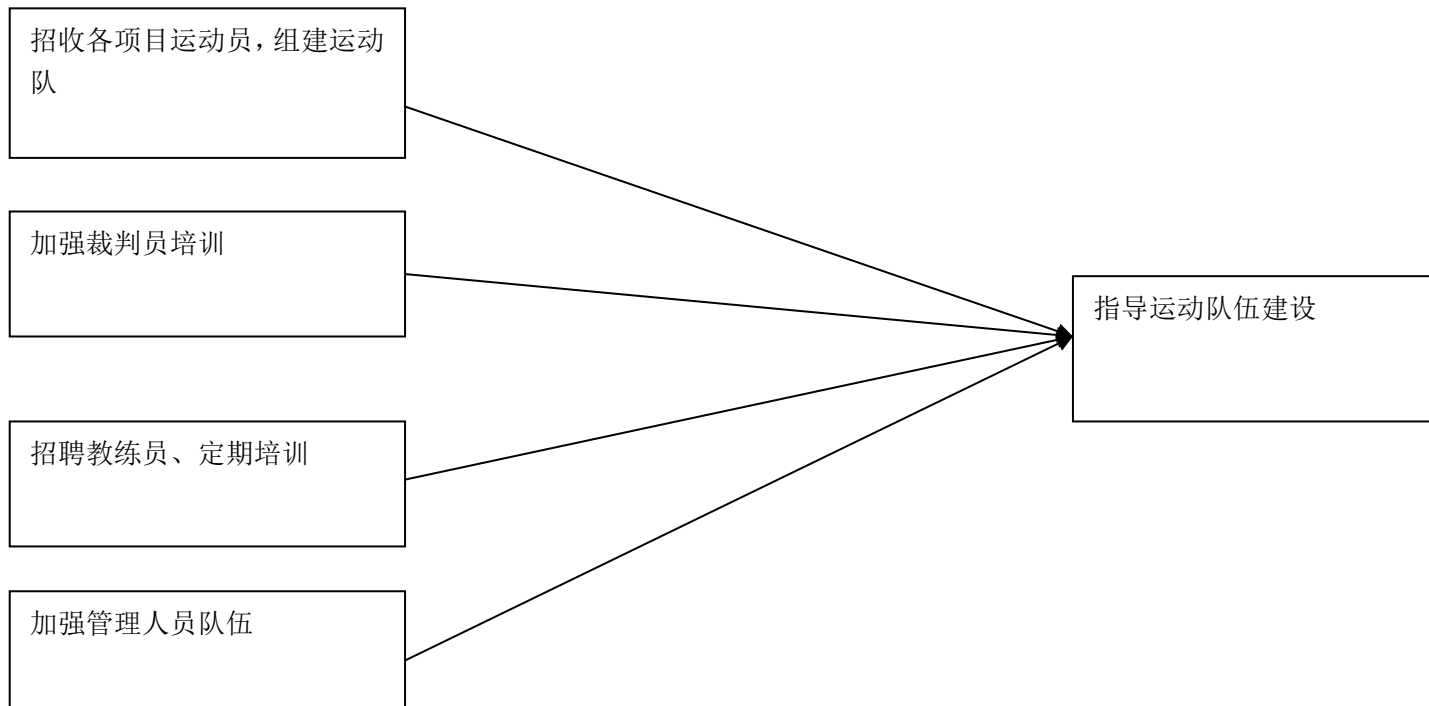 招收各项目运动员，组建运动
队
加强裁判员培训
指导运动队伍建设
招聘教练员、定期培训
加强管理人员队伍